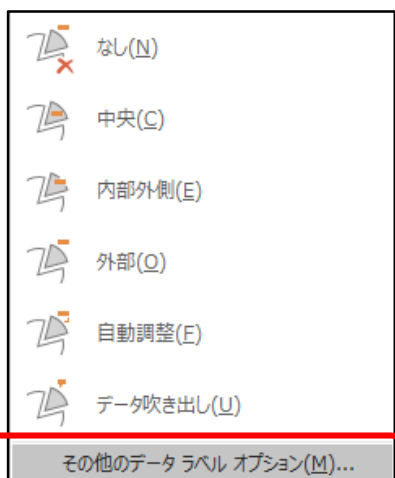 なし(N)
中央(C)
内部外側(E)
外部(O)
自動調整(F)
データ吹き出し(U)
その他のデータ ラベル オプション(M)...